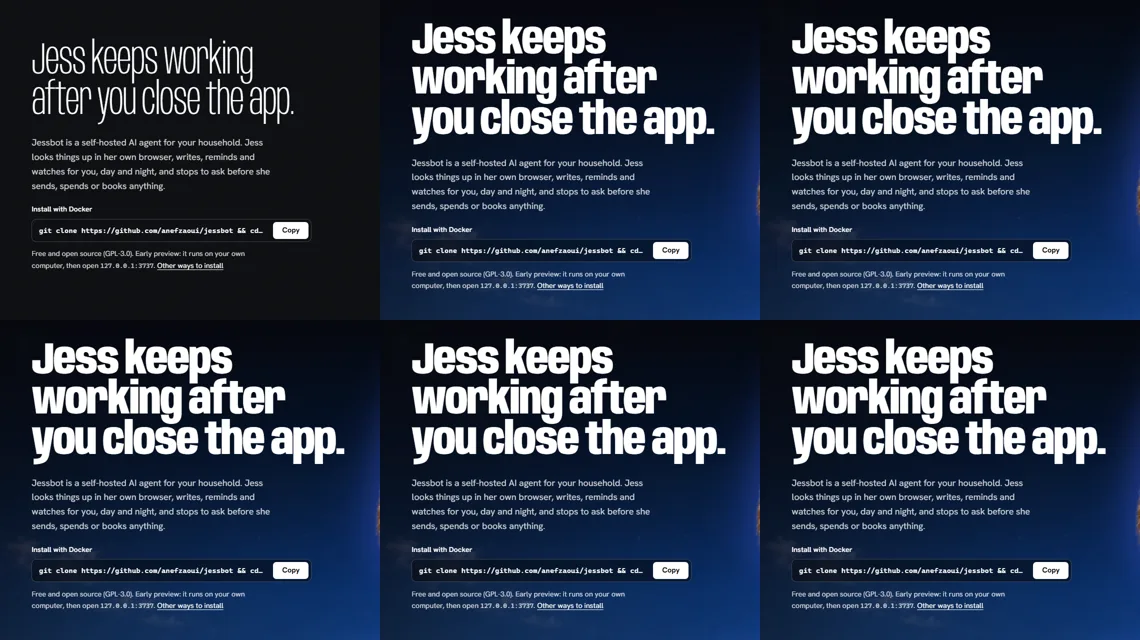 Jess keeps working
after you close the app.
Jessbot is a self-hosted AI agent for your household. Jess
looks things up in her own browser, writes, reminds and
watches for you, day and night, and stops to ask before she
sends, spends or books anything.
Install with Docker
git clone https://github.com/anefzaoui/jessbot && cd…
Copy
Free and open source (GPL-3.0). Early preview: it runs on your own
computer, then open 127.0.0.1:3737. Other ways to install
Jess keeps
working after
you close the app.
Jessbot is a self-hosted AI agent for your household. Jess
looks things up in her own browser, writes, reminds and
watches for you, day and night, and stops to ask before she
sends, spends or books anything.
Install with Docker
git clone https://github.com/anefzaoui/jessbot && cd…
Copy
Free and open source (GPL-3.0). Early preview: it runs on your own
computer, then open 127.0.0.1:3737. Other ways to install
Jess keeps
working after
you close the app.
Jessbot is a self-hosted AI agent for your household. Jess
looks things up in her own browser, writes, reminds and
watches for you, day and night, and stops to ask before she
sends, spends or books anything.
Install with Docker
git clone https://github.com/anefzaoui/jessbot && cd…
Copy
Free and open source (GPL-3.0). Early preview: it runs on your own
computer, then open 127.0.0.1:3737. Other ways to install
Jess keeps
working after
you close the app.
Jessbot is a self-hosted AI agent for your household. Jess
looks things up in her own browser, writes, reminds and
watches for you, day and night, and stops to ask before she
sends, spends or books anything.
Install with Docker
git clone https://github.com/anefzaoui/jessbot && cd…
Copy
Free and open source (GPL-3.0). Early preview: it runs on your own
computer, then open 127.0.0.1:3737. Other ways to install
Jess keeps
working after
you close the app.
Jessbot is a self-hosted AI agent for your household. Jess
looks things up in her own browser, writes, reminds and
watches for you, day and night, and stops to ask before she
sends, spends or books anything.
Install with Docker
git clone https://github.com/anefzaoui/jessbot && cd…
Copy
Free and open source (GPL-3.0). Early preview: it runs on your own
computer, then open 127.0.0.1:3737. Other ways to install
Jess keeps
working after
you close the app.
Jessbot is a self-hosted AI agent for your household. Jess
looks things up in her own browser, writes, reminds and
watches for you, day and night, and stops to ask before she
sends, spends or books anything.
Install with Docker
git clone https://github.com/anefzaoui/jessbot && cd…
Copy
Free and open source (GPL-3.0). Early preview: it runs on your own
computer, then open 127.0.0.1:3737. Other ways to install